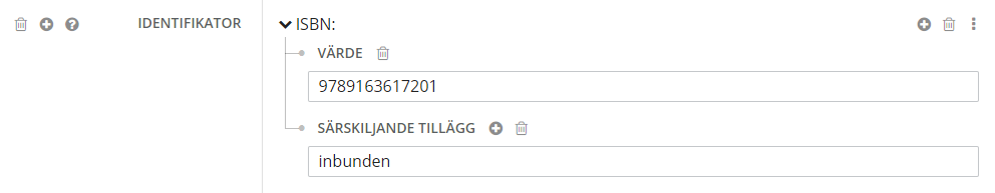 IDENTIFIKATOR
ISBN:
VÄRDE
9789163617201
SÄRSKILJANDE TILLÄGG
inbunden